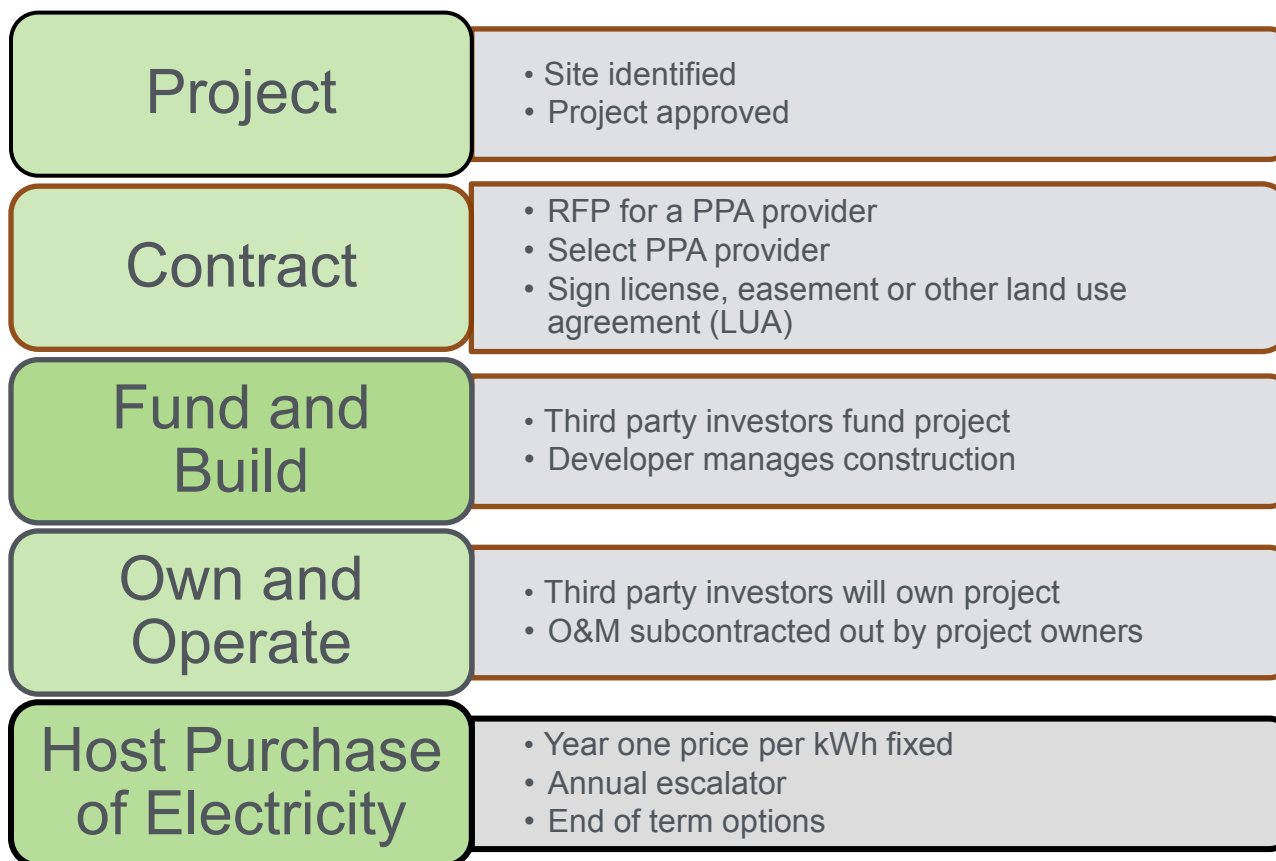 Project
• Site identified
• Project approved
Contract
• RFP for a PPA provider
• Select PPA provider
• Sign license, easement or other land use
agreement (LUA)
Fund and
Build
• Third party investors fund project
• Developer manages construction
Own and
Operate
• Third party investors will own project
• O&M subcontracted out by project owners
Host Purchase
of Electricity
• Year one price per kWh fixed
• Annual escalator
• End of term options